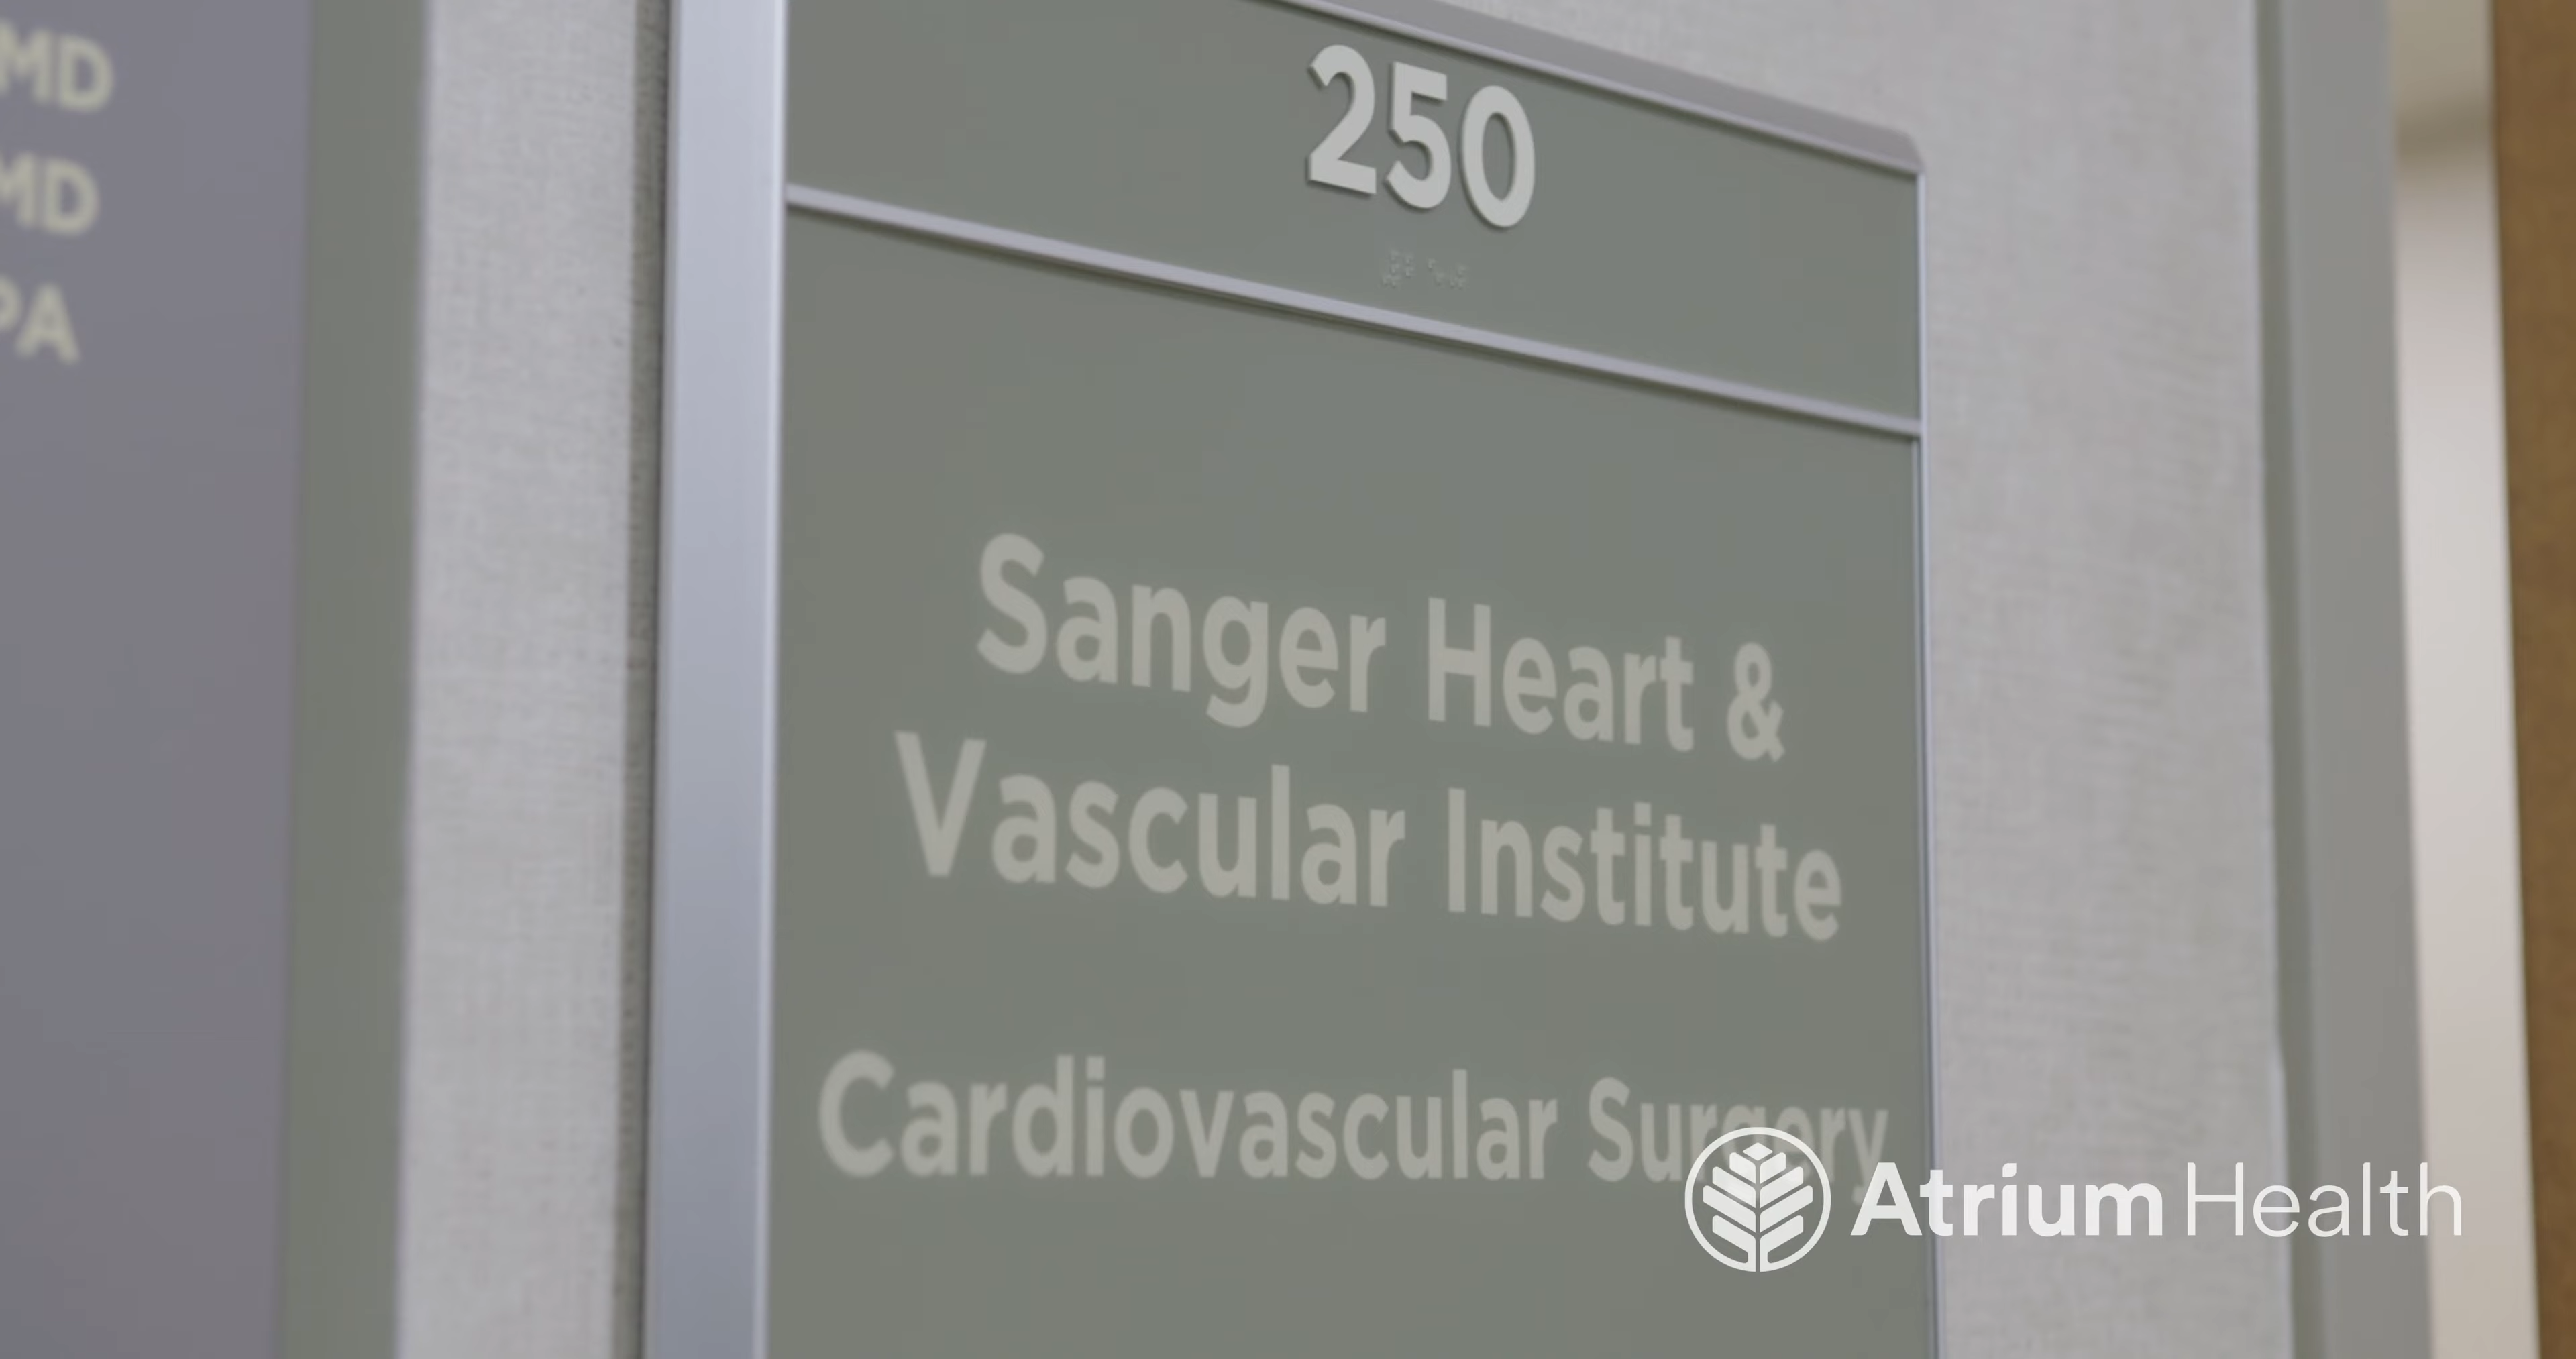 MD
MD
PA
250
Sanger Heart &
Vascular Institute
Cardiovascular Surgery
Atrium Health